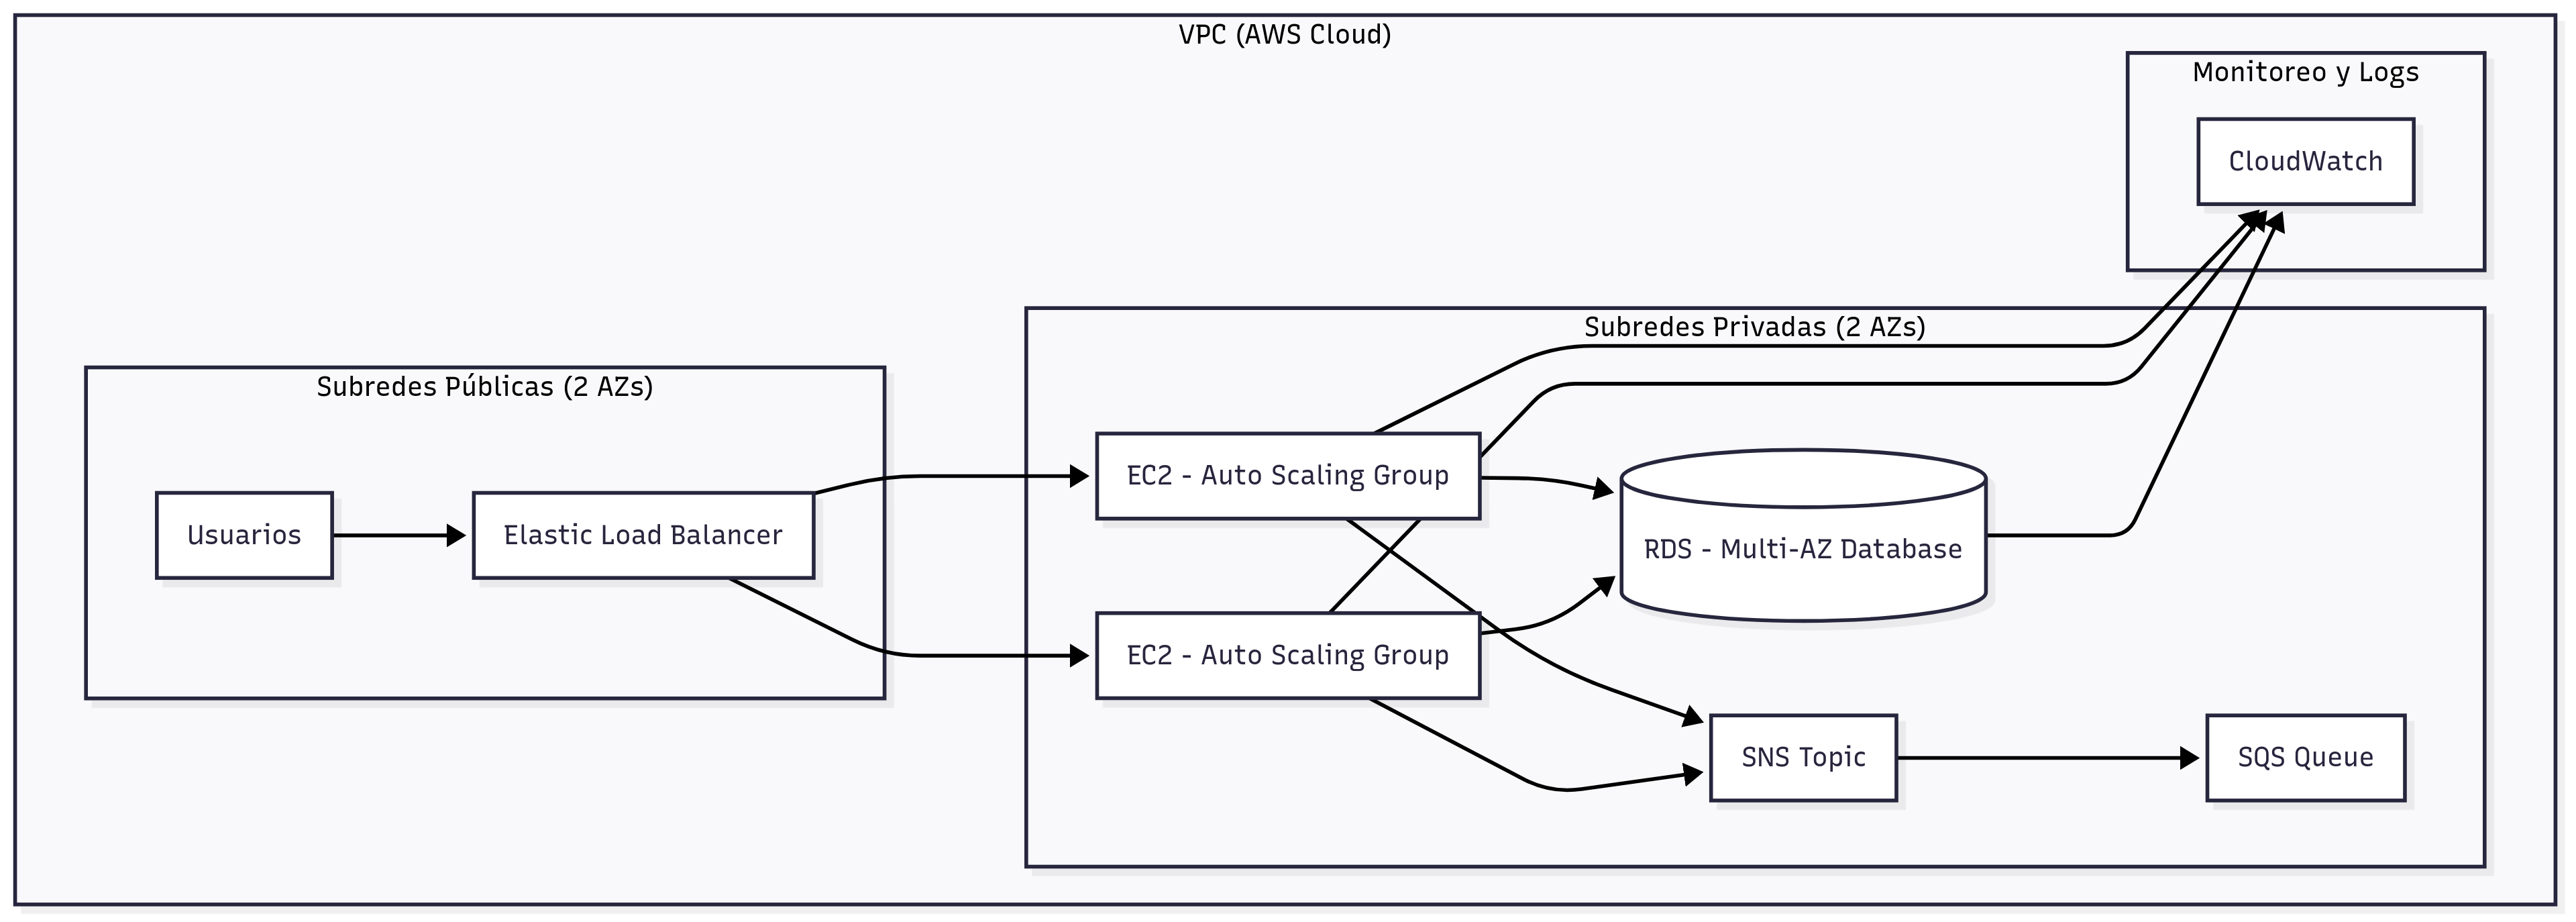 VPC (AWS Cloud)
Monitoreo y Logs
CloudWatch
Subredes Privadas (2 AZs)
Subredes Públicas (2 AZs)
EC2 - Auto Scaling Group
Usuarios
Elastic Load Balancer
RDS - Multi-AZ Database
EC2 - Auto Scaling Group
SNS Topic
SQS Queue